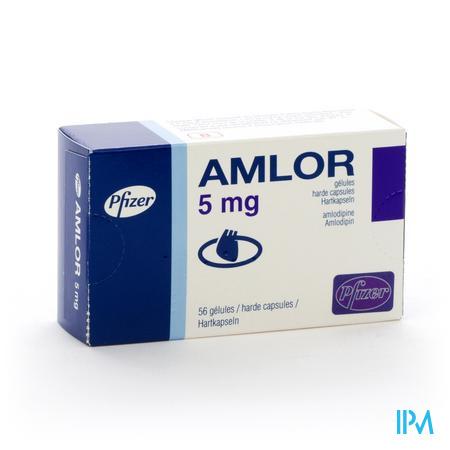 B
Pfizer
AMLOR
5 mg
gélules
harde capsules
Hartkapseln
amlodipine
Amlodipin
56 gélules / harde capsules /
Hartkapseln
Pfizer
Pfizer
AMLOR 5 mg
IPM